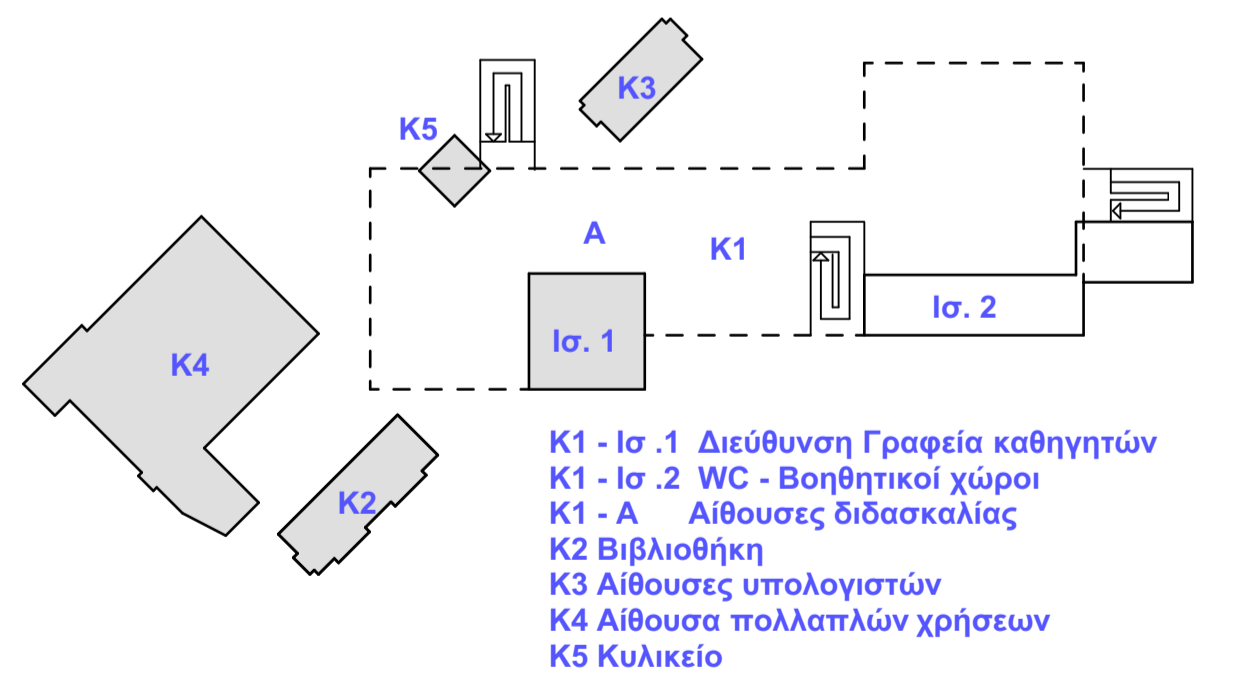 K3
K5
A
K1
Ισ. 2
Ισ. 1
K4
K2
K1 - Ισ .1 Διεύθυνση Γραφεία καθηγητών
K1 - Ισ .2 WC - Βοηθητικοί χώροι
K1 - A Αίθουσες διδασκαλίας
K2 Βιβλιοθήκη
K3 Αίθουσες υπολογιστών
K4 Αίθουσα πολλαπλών χρήσεων
K5 Κυλικείο